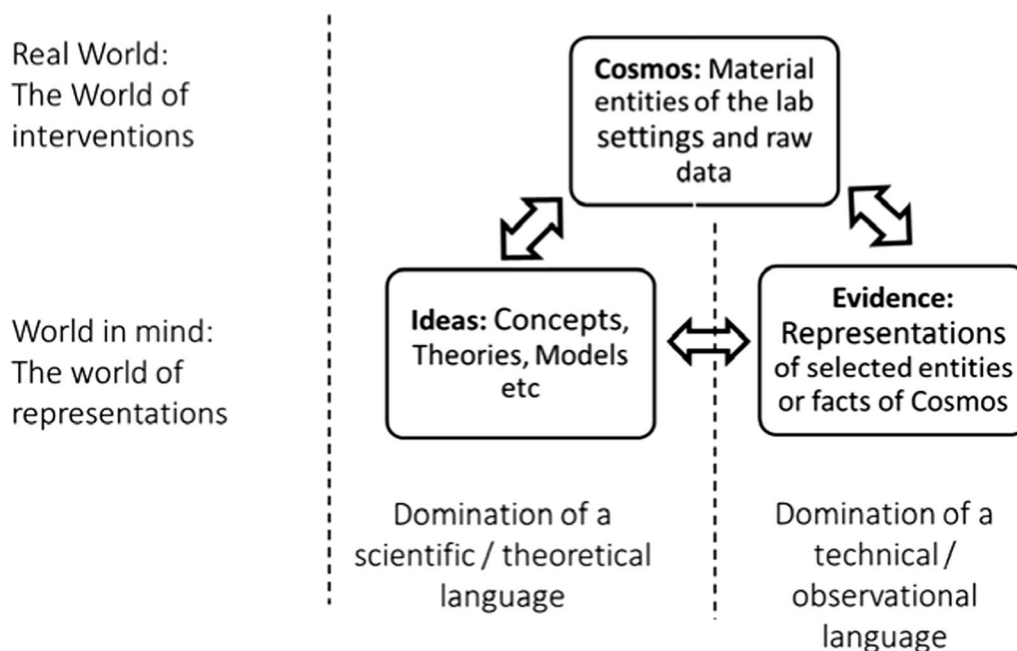 Real World:
The World of
interventions
Cosmos: Material
entities of the lab
settings and raw
data
World in mind:
The world of
representations
Ideas: Concepts,
Theories, Models
etc
Evidence:
Representations
of selected entities
or facts of Cosmos
Domination of a
scientific / theoretical
language
Domination of a
technical /
observational
language